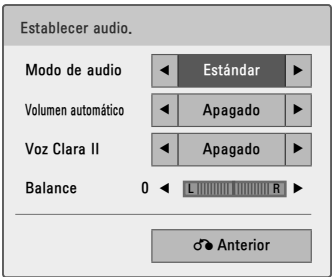 Establecer audio.
Modo de audio ◄ Estándar ►
Volumen automático ◄ Apagado ►
Voz Clara II ◄ Apagado ►
Balance 0 ◄ L R ►
Anterior